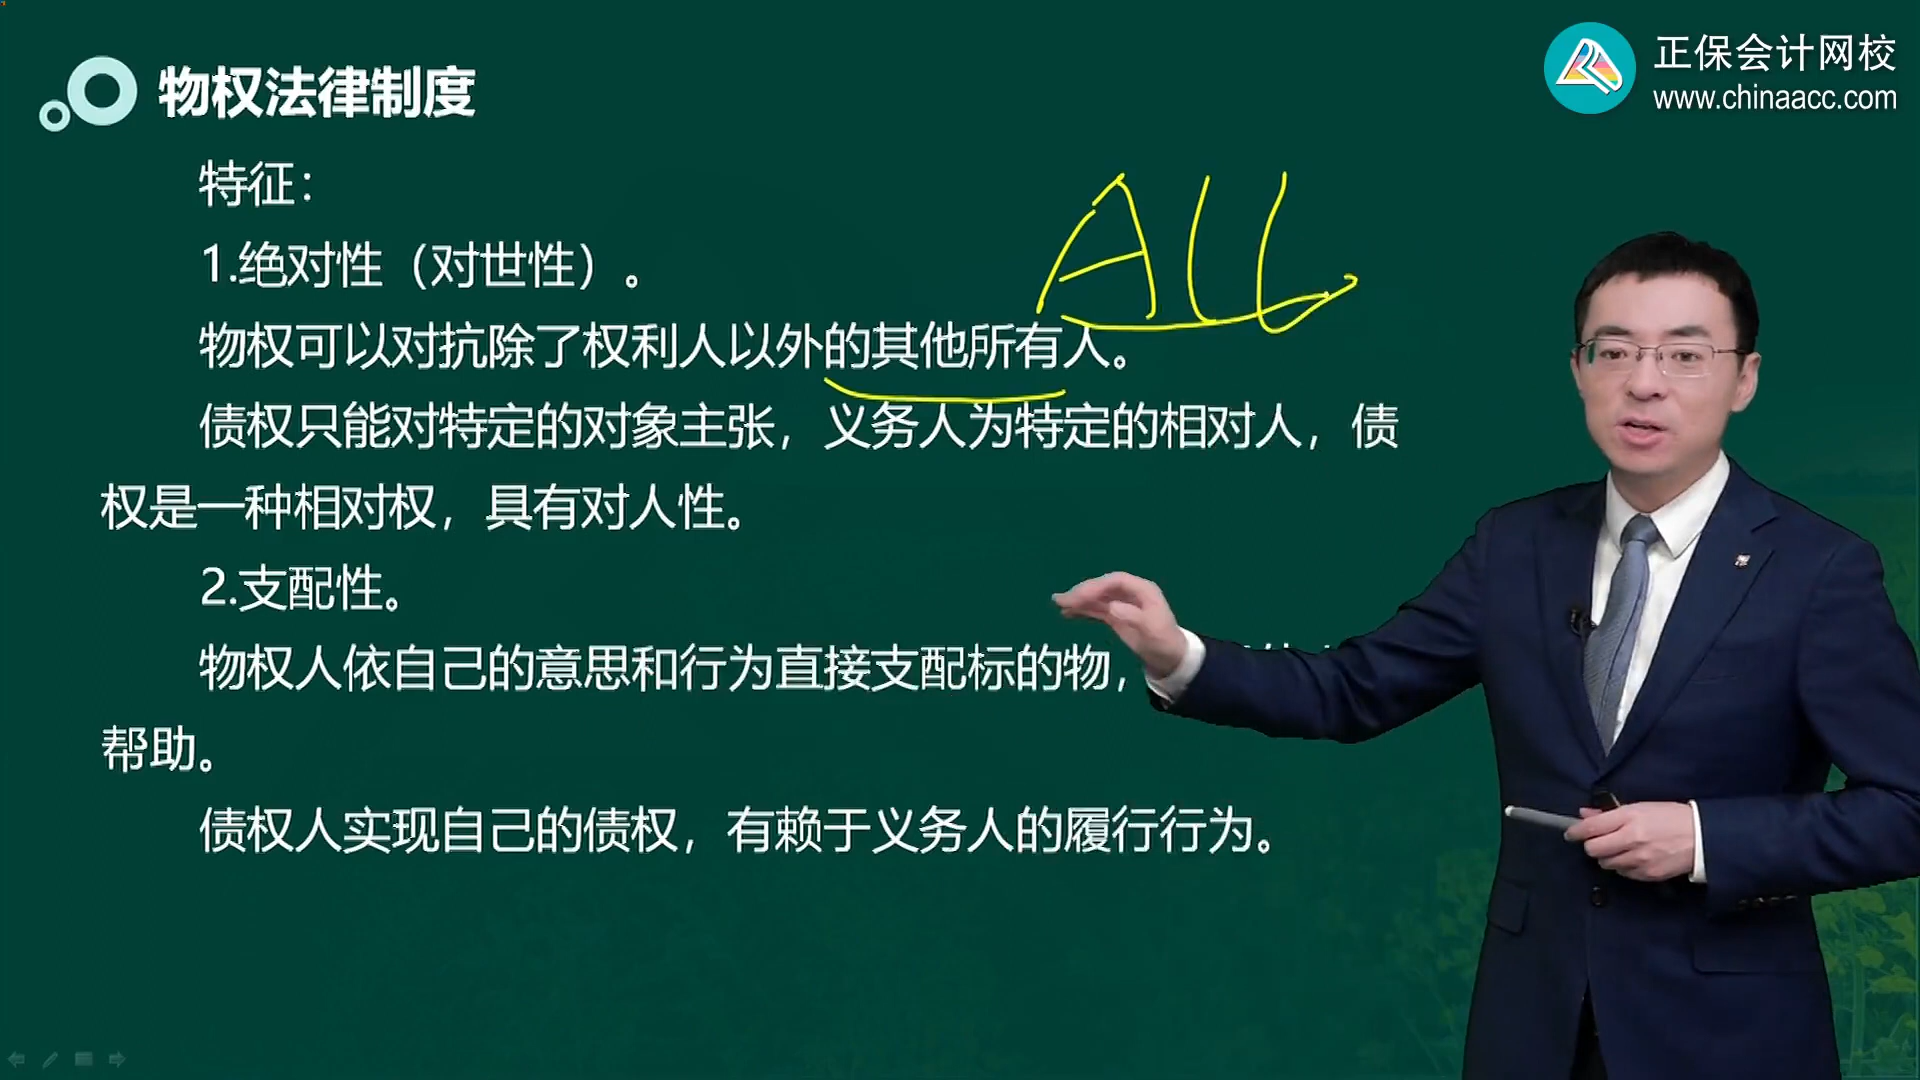 正保会计网校
www.chinaacc.com
物权法律制度
特征：
1.绝对性（对世性）。
ALL
物权可以对抗除了权利人以外的其他所有人。
债权只能对特定的对象主张，义务人为特定的相对人，债
权是一种相对权，具有对人性。
2.支配性。
物权人依自己的意思和行为直接支配标的物，
帮助。
债权人实现自己的债权，有赖于义务人的履行行为。